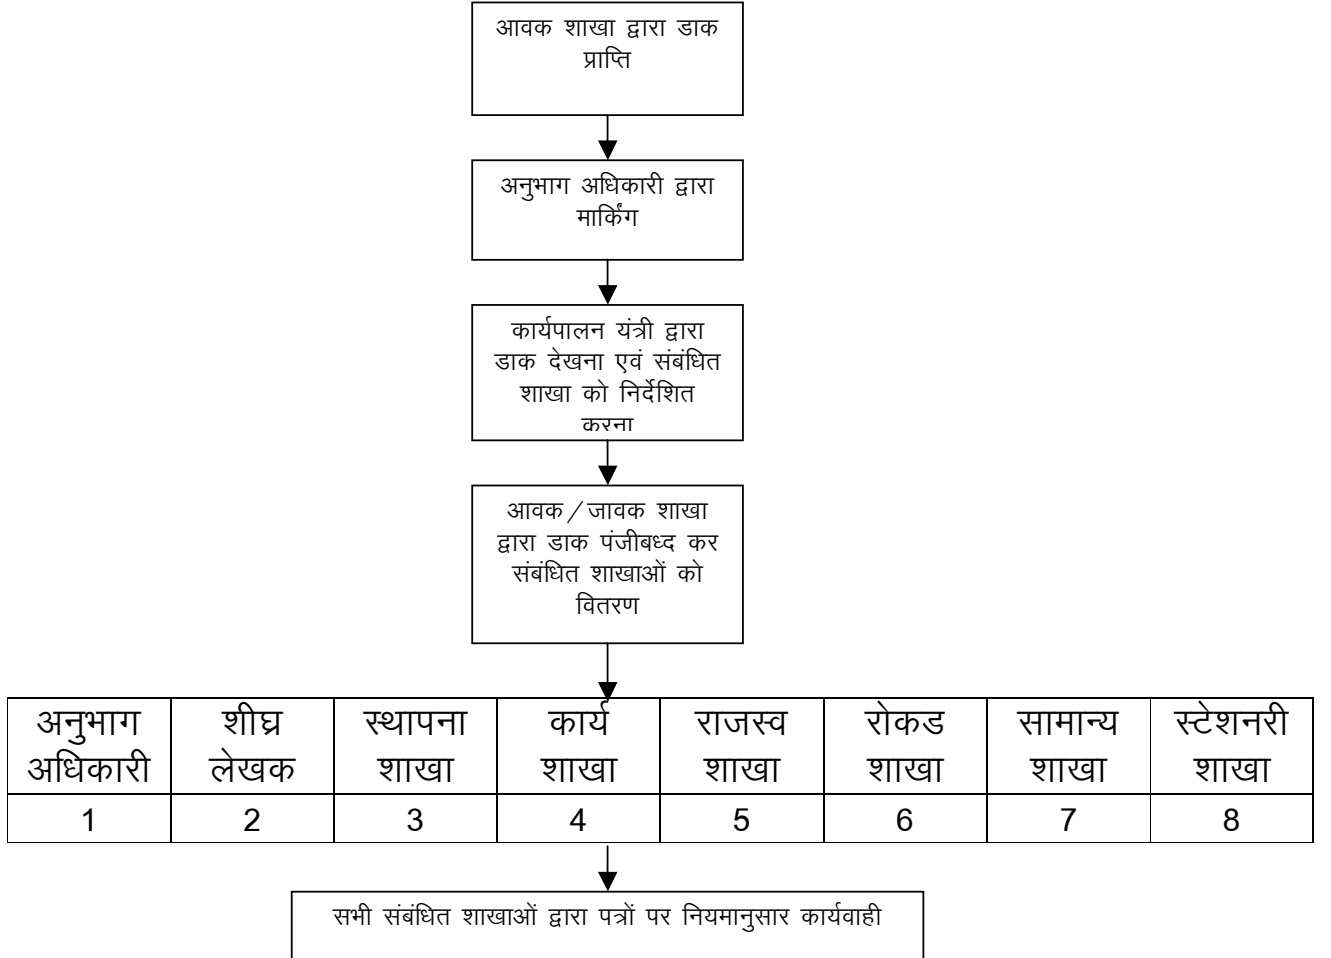 आवक शाखा द्वारा डाक
प्राप्ति
अनुभाग अधिकारी द्वारा
मार्किंग
कार्यपालन यंत्री द्वारा
डाक देखना एवं संबंधित
शाखा को निर्देशित
करना
आवक/जावक शाखा
द्वारा डाक पंजीबध्द कर
संबंधित शाखाओं को
वितरण
अनुभाग अधिकारी शीघ्र लेखक स्थापना शाखा कार्य शाखा राजस्व शाखा रोकड शाखा सामान्य शाखा स्टेशनरी शाखा
1 2 3 4 5 6 7 8
सभी संबंधित शाखाओं द्वारा पत्रों पर नियमानुसार कार्यवाही